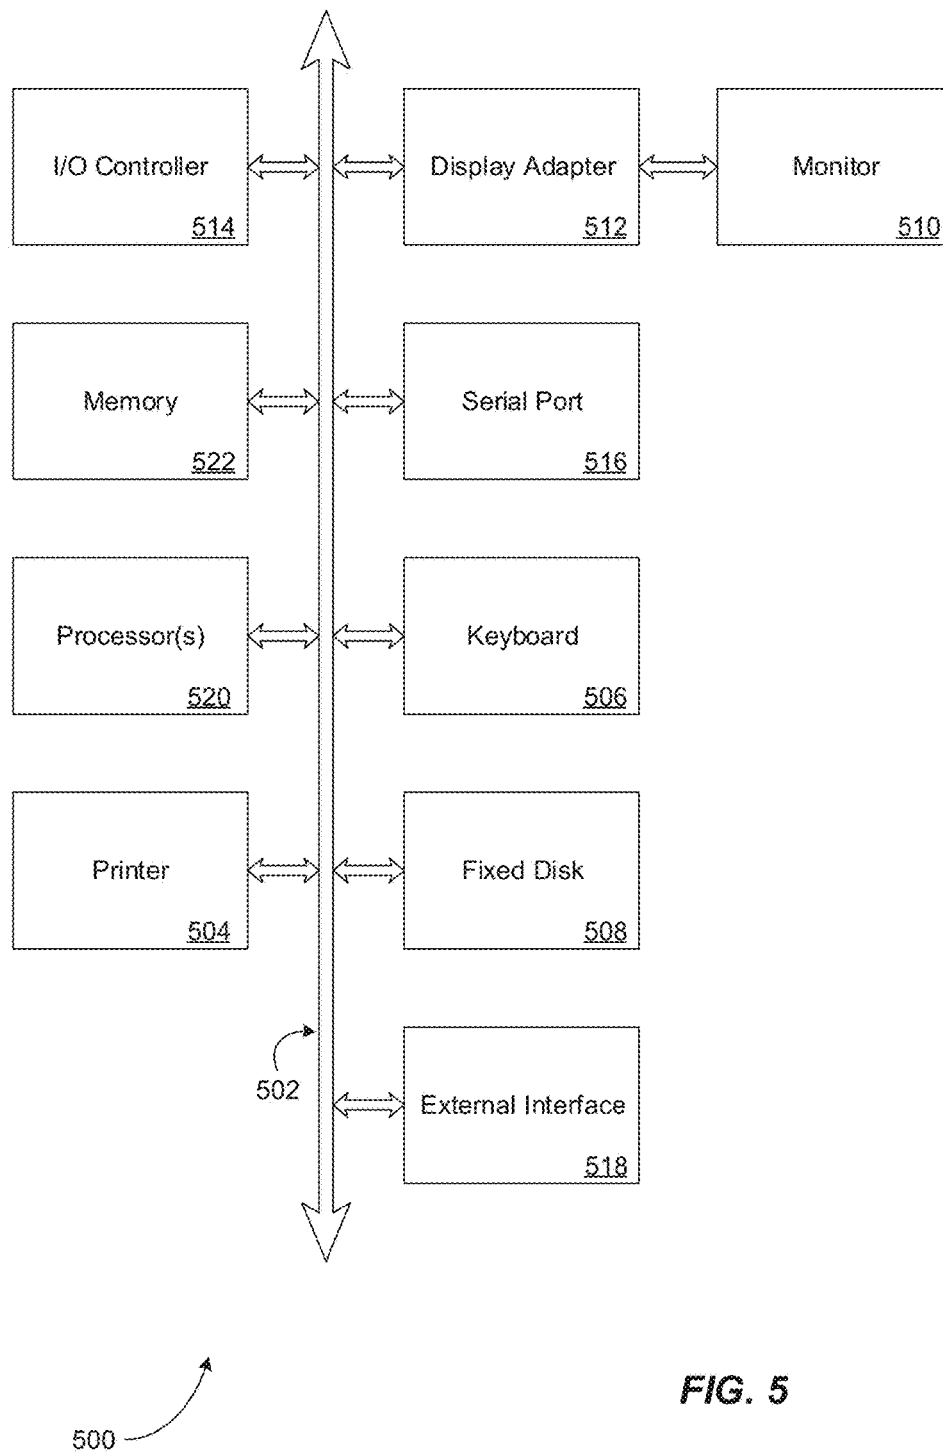 I/O Controller
514
Display Adapter
512
Monitor
510
Memory
522
Serial Port
516
Processor(s)
520
Keyboard
506
Printer
504
Fixed Disk
508
502
External Interface
518
500
FIG. 5